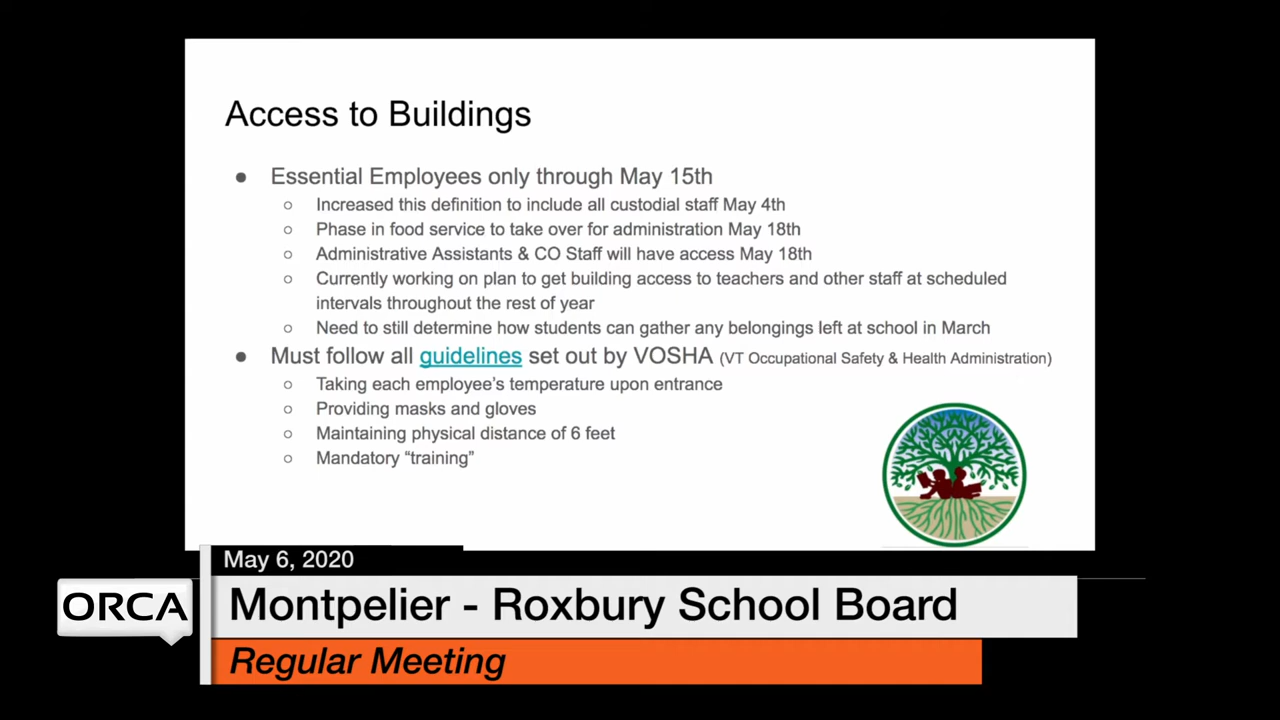 Access to Buildings
● Essential Employees only through May 15th
○ Increased this definition to include all custodial staff May 4th
○ Phase in food service to take over for administration May 18th
○ Administrative Assistants & CO Staff will have access May 18th
○ Currently working on plan to get building access to teachers and other staff at scheduled
intervals throughout the rest of year
○ Need to still determine how students can gather any belongings left at school in March
● Must follow all guidelines set out by VOSHA (VT Occupational Safety & Health Administration)
○ Taking each employee's temperature upon entrance
○ Providing masks and gloves
○ Maintaining physical distance of 6 feet
○ Mandatory “training”
May 6, 2020
ORCA
Montpelier - Roxbury School Board
Regular Meeting